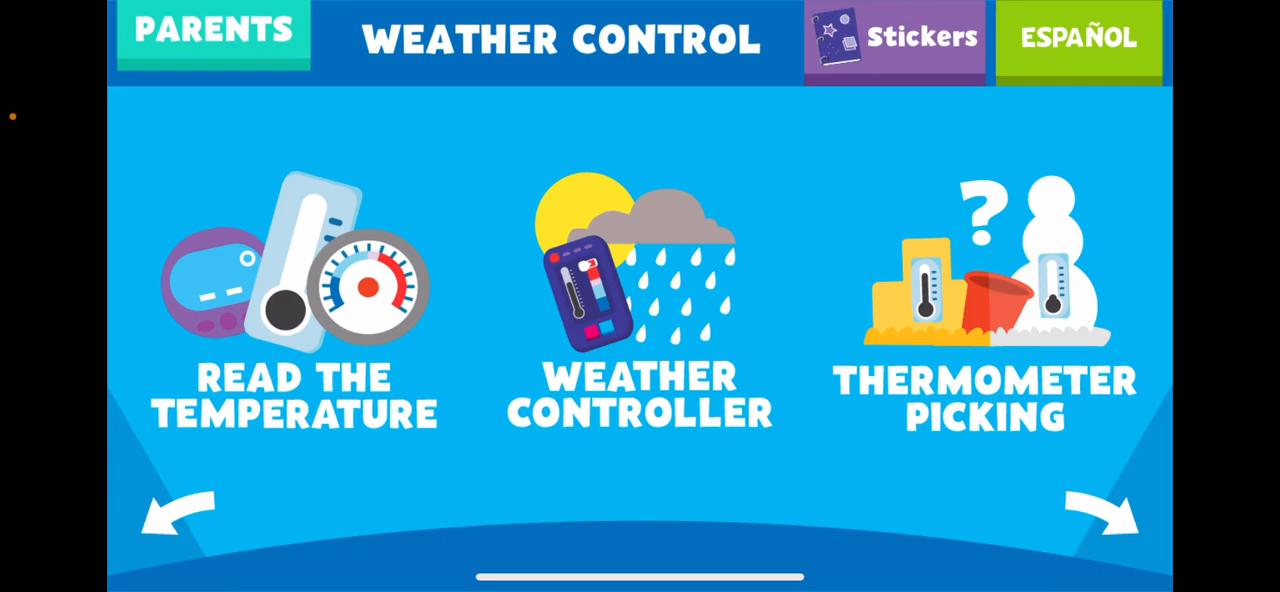 PARENTS
WEATHER CONTROL
Stickers
ESPAÑOL
?
READ THE
TEMPERATURE
WEATHER
CONTROLLER
THERMOMETER
PICKING